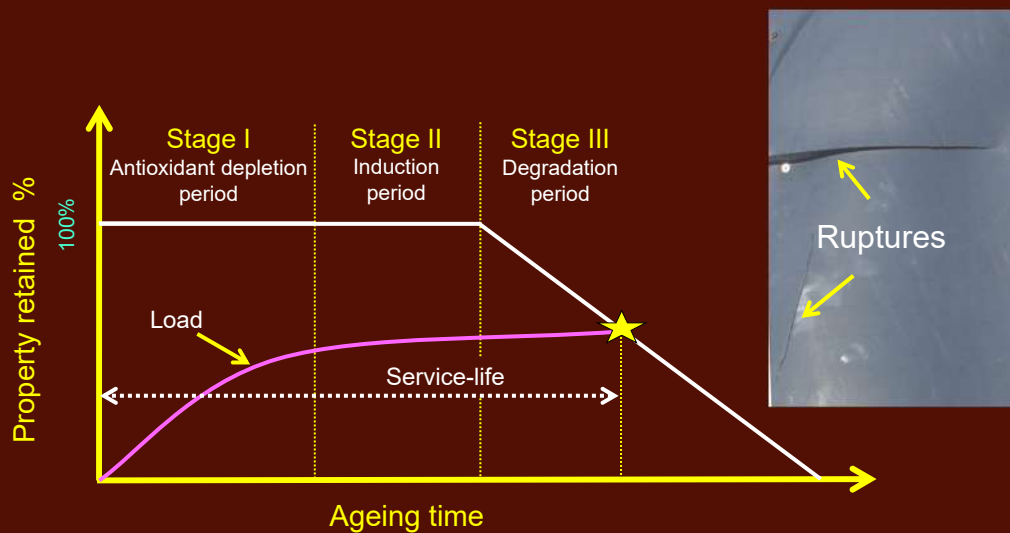 Stage I
Antioxidant depletion
period
Stage II
Induction
period
Stage III
Degradation
period
Property retained %
100%
Load
Service-life
Ageing time
Ruptures